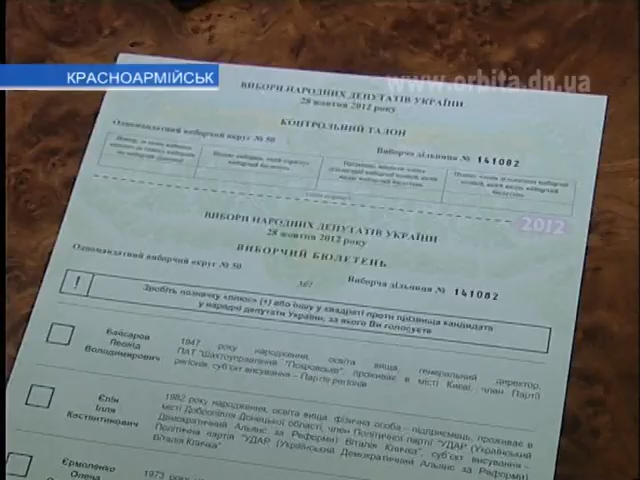 КРАСНОАРМІЙСЬК
www.orbita.dn.ua
ВИБОРИ НАРОДНИХ ДЕПУТАТІВ УКРАЇНИ
28 жовтня 2012 року
КОНТРОЛЬНИЙ ТАЛОН
Одномандатний виборчий округ № 50
Виборча дільниця № 141082
2012
ВИБОРИ НАРОДНИХ ДЕПУТАТІВ УКРАЇНИ
28 жовтня 2012 року
ВИБОРЧИЙ БЮЛЕТЕНЬ
Одномандатний виборчий округ № 50
Виборча дільниця № 141082
! Зробіть позначку «плюс» (+) або іншу у квадраті проти прізвища кандидата
у народні депутати України, за якого Ви голосуєте
Байсаров
Леонід
Володимирович
1947 року народження, освіта вища, генеральний директор,
ПАТ "Шахтоуправління "Покровське", проживає в місті Києві, член Партії
регіонів, суб'єкт висування – Партія регіонів
Єпін
Ілля
Костянтинович
1982 року народження, освіта вища, фізична особа – підприємець, проживає в
місті Добропілля Донецької області, член Політичної партії "УДАР (Український
Демократичний Альянс за Реформи) Віталія Кличка", суб'єкт висування –
Політична партія "УДАР (Український Демократичний Альянс за Реформи)
Віталія Кличка"
Єрмоленко
Олена
1973 року